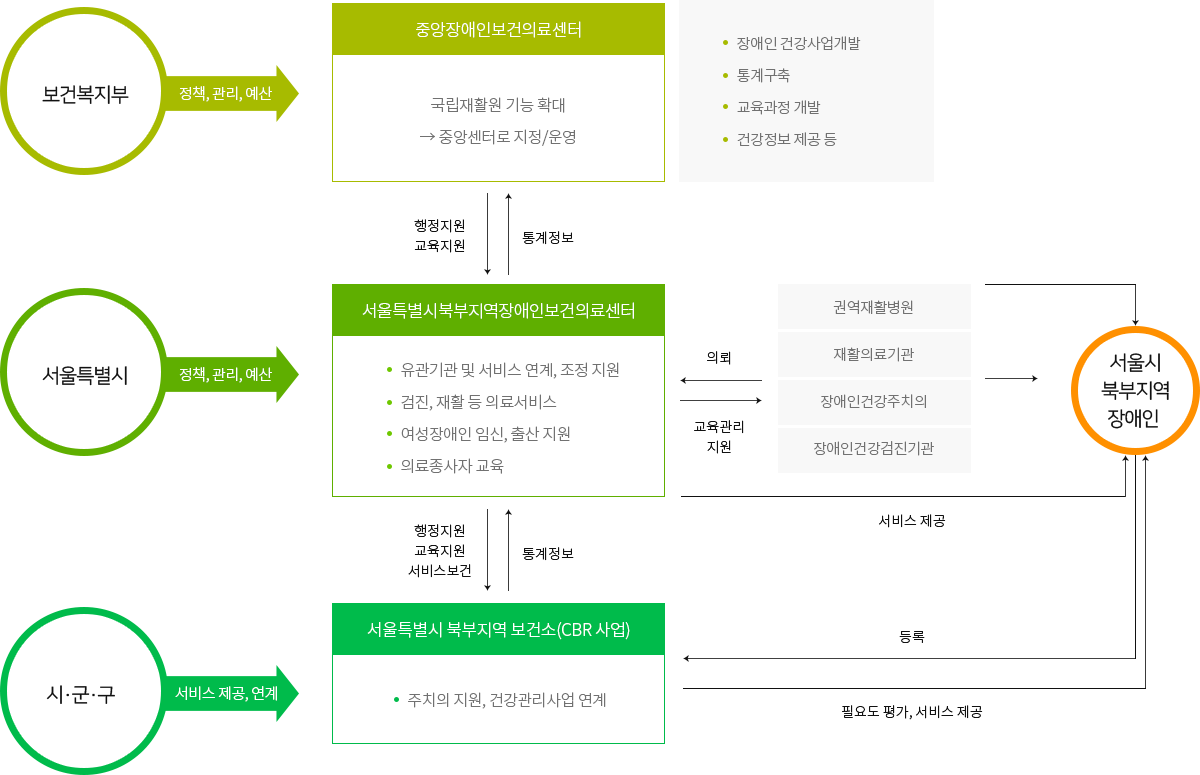 보건복지부
정책, 관리, 예산
중앙장애인보건의료센터
국립재활원 기능 확대
→ 중앙센터로 지정/운영
• 장애인 건강사업개발
• 통계구축
• 교육과정 개발
• 건강정보 제공 등
행정지원
교육지원
통계정보
서울특별시
정책, 관리, 예산
서울특별시북부지역장애인보건의료센터
• 유관기관 및 서비스 연계, 조정 지원
• 검진, 재활 등 의료서비스
• 여성장애인 임신, 출산 지원
• 의료종사자 교육
의뢰
교육관리
지원
권역재활병원
재활의료기관
장애인건강주치의
장애인건강검진기관
서울시
북부지역
장애인
서비스 제공
행정지원
교육지원
서비스보건
통계정보
시·군·구
서비스 제공, 연계
서울특별시 북부지역 보건소(CBR 사업)
• 주치의 지원, 건강관리사업 연계
등록
필요도 평가, 서비스 제공